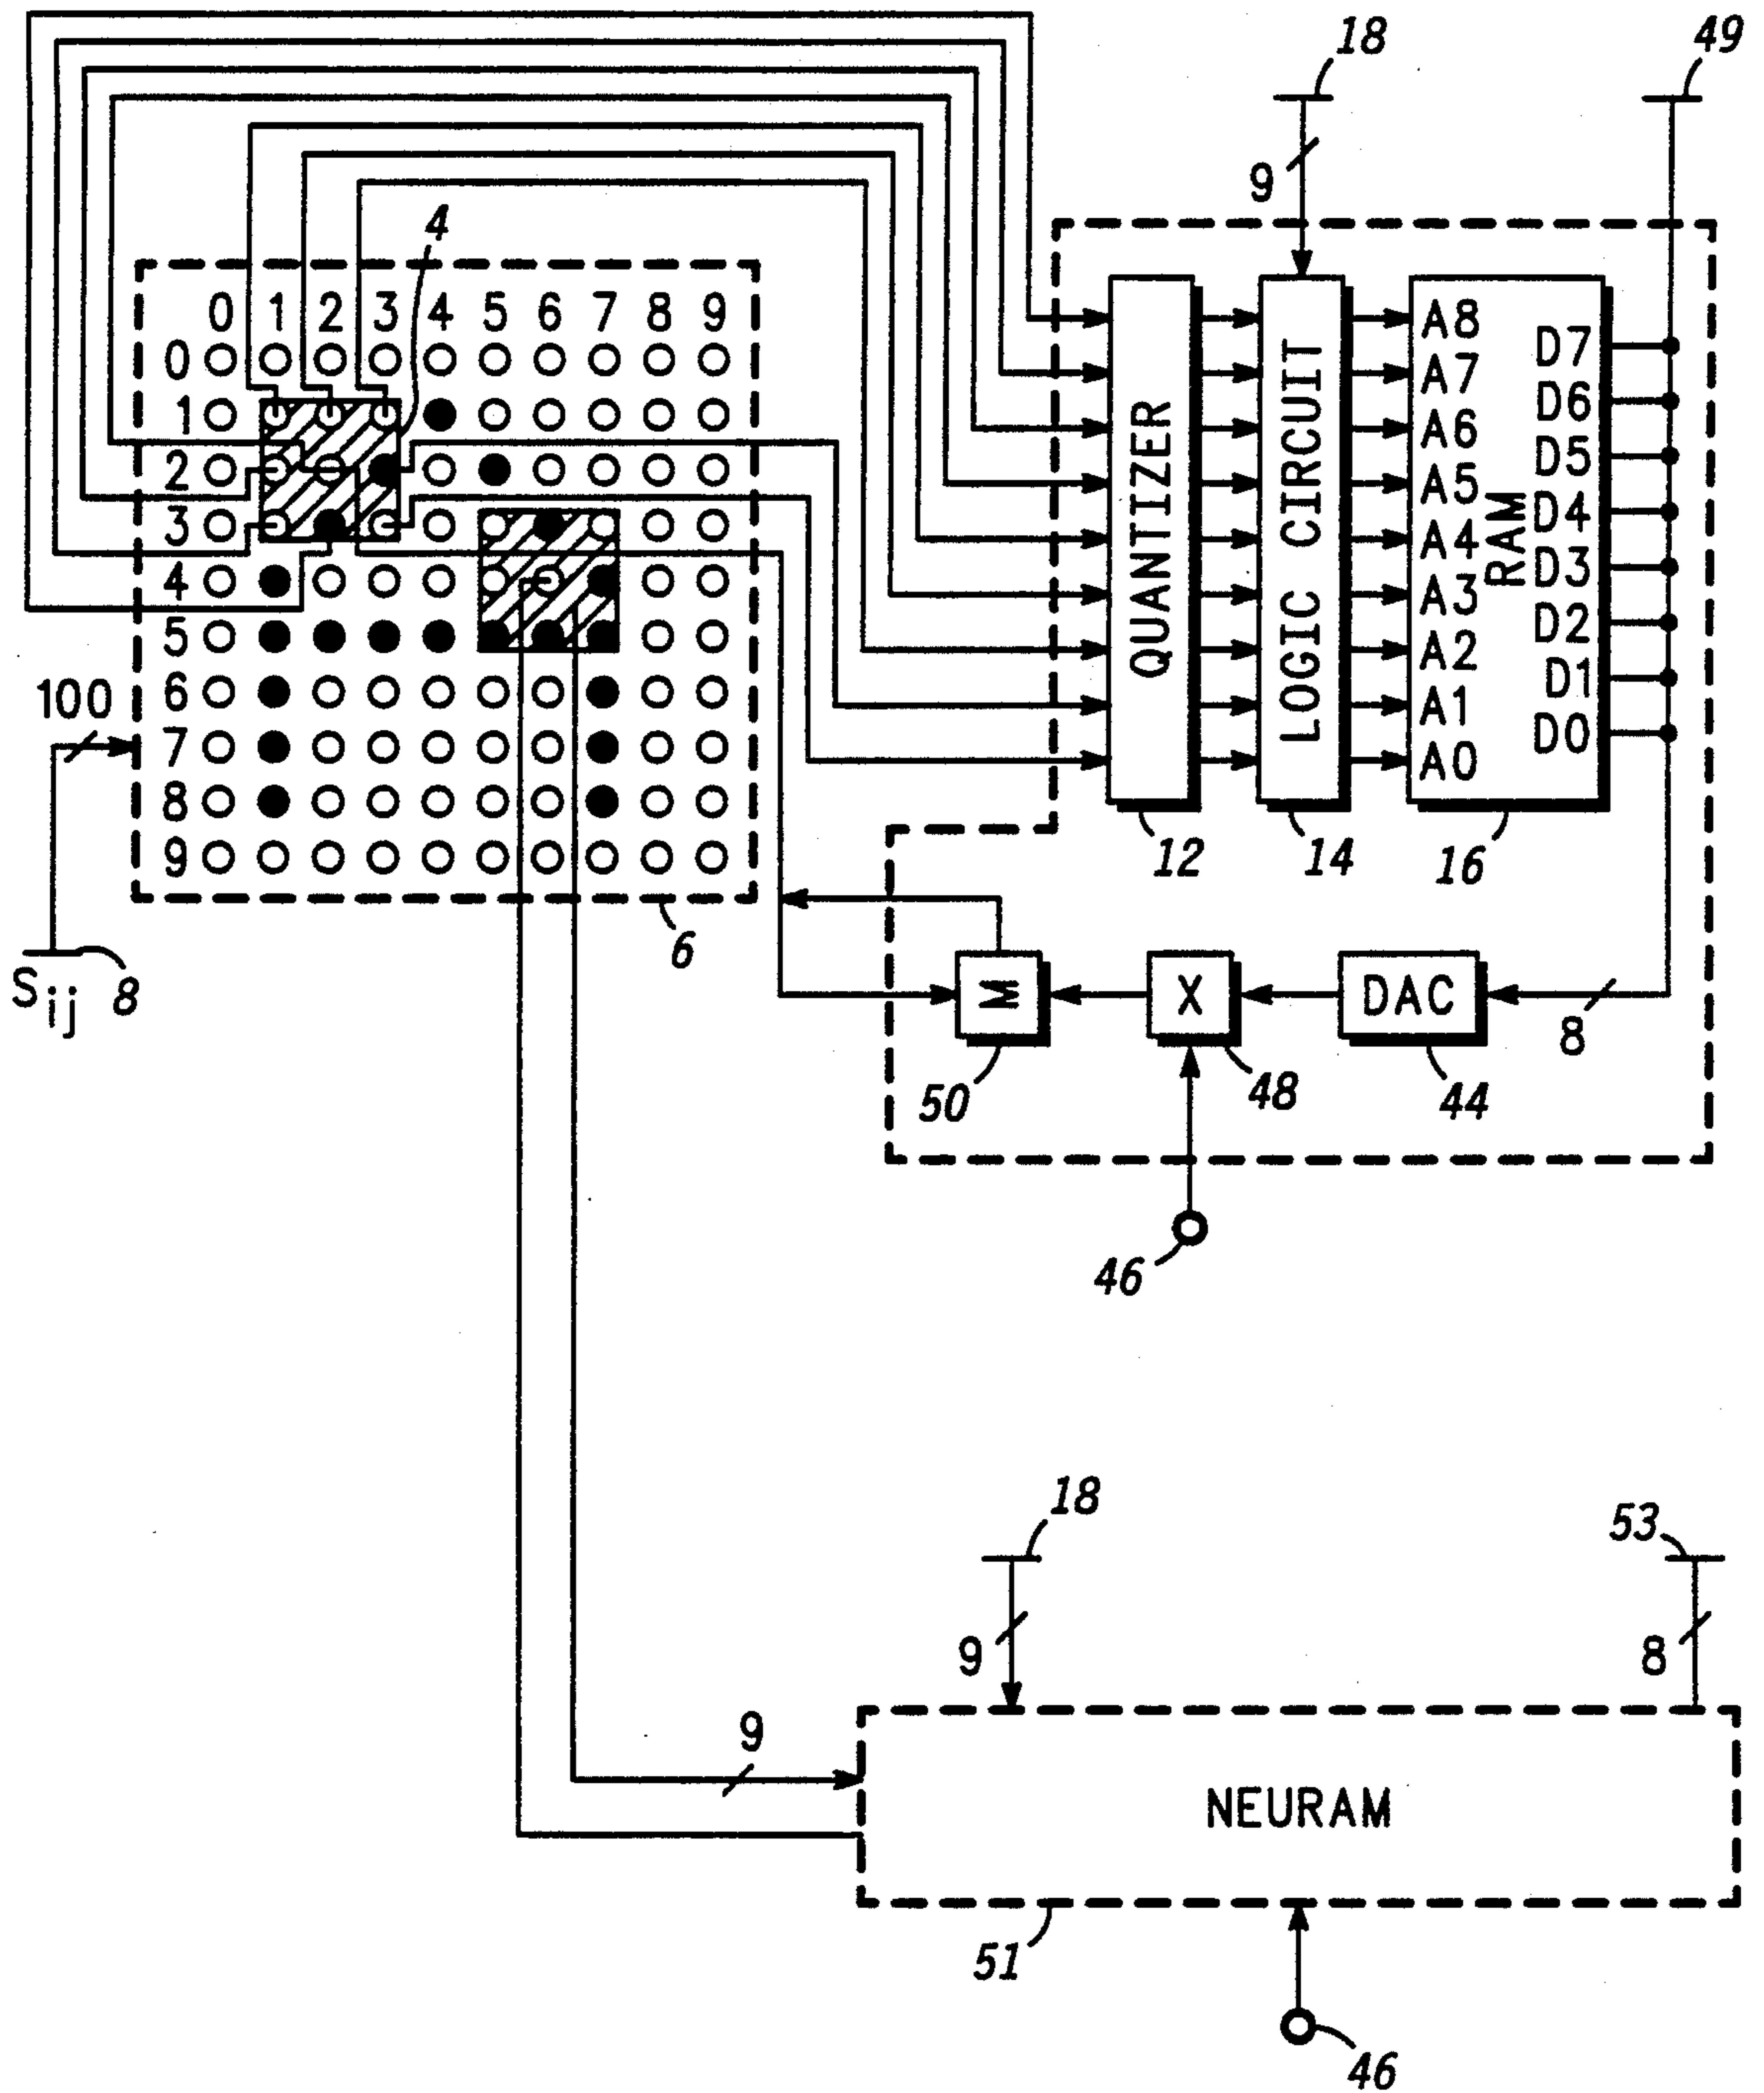 18
49
9
4
0 1 2 3 4 5 6 7 8 9
0
1
2
3
4
5
6
7
8
9
100
S_ij
8
6
QUANTIZER
LOGIC CIRCUIT
RAM
A8
A7
A6
A5
A4
A3
A2
A1
A0
D7
D6
D5
D4
D3
D2
D1
D0
12
14
16
M
X
DAC
8
50
48
44
46
18
53
9
8
9
NEURAM
51
46